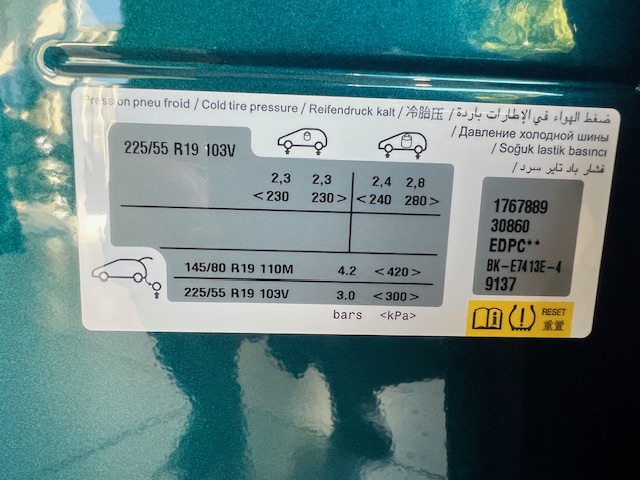 Pression pneu froid / Cold tire pressure / Reifendruck kalt / 冷胎压 / ضغط الهواء في الإطارات باردة
/ Давление холодной шины
/ Soğuk lastik basıncı
/ فشار باد تایر سرد
225/55 R19 103V
2,3 2,3 2,4 2,8
<230 230> <240 280>
145/80 R19 110M 4.2 <420>
225/55 R19 103V 3.0 <300>
bars <kPa>
1767889
30860
EDPC**
BK-E7413E-4
9137
RESET
重置